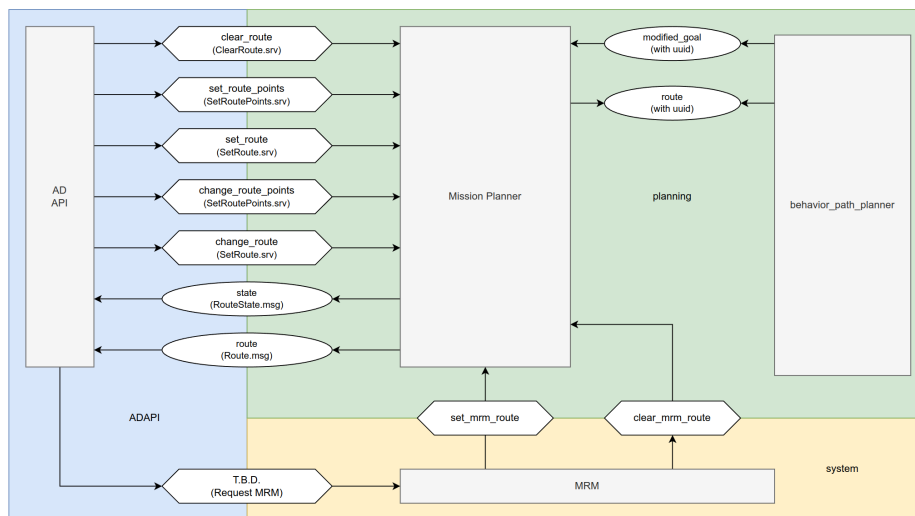 clear_route
(ClearRoute.srv)
modified_goal
(with uuid)
set_route_points
(SetRoutePoints.srv)
route
(with uuid)
set_route
(SetRoute.srv)
AD
API
change_route_points
(SetRoutePoints.srv)
Mission Planner
planning
behavior_path_planner
change_route
(SetRoute.srv)
state
(RouteState.msg)
route
(Route.msg)
ADAPI
set_mrm_route
clear_mrm_route
system
T.B.D.
(Request MRM)
MRM